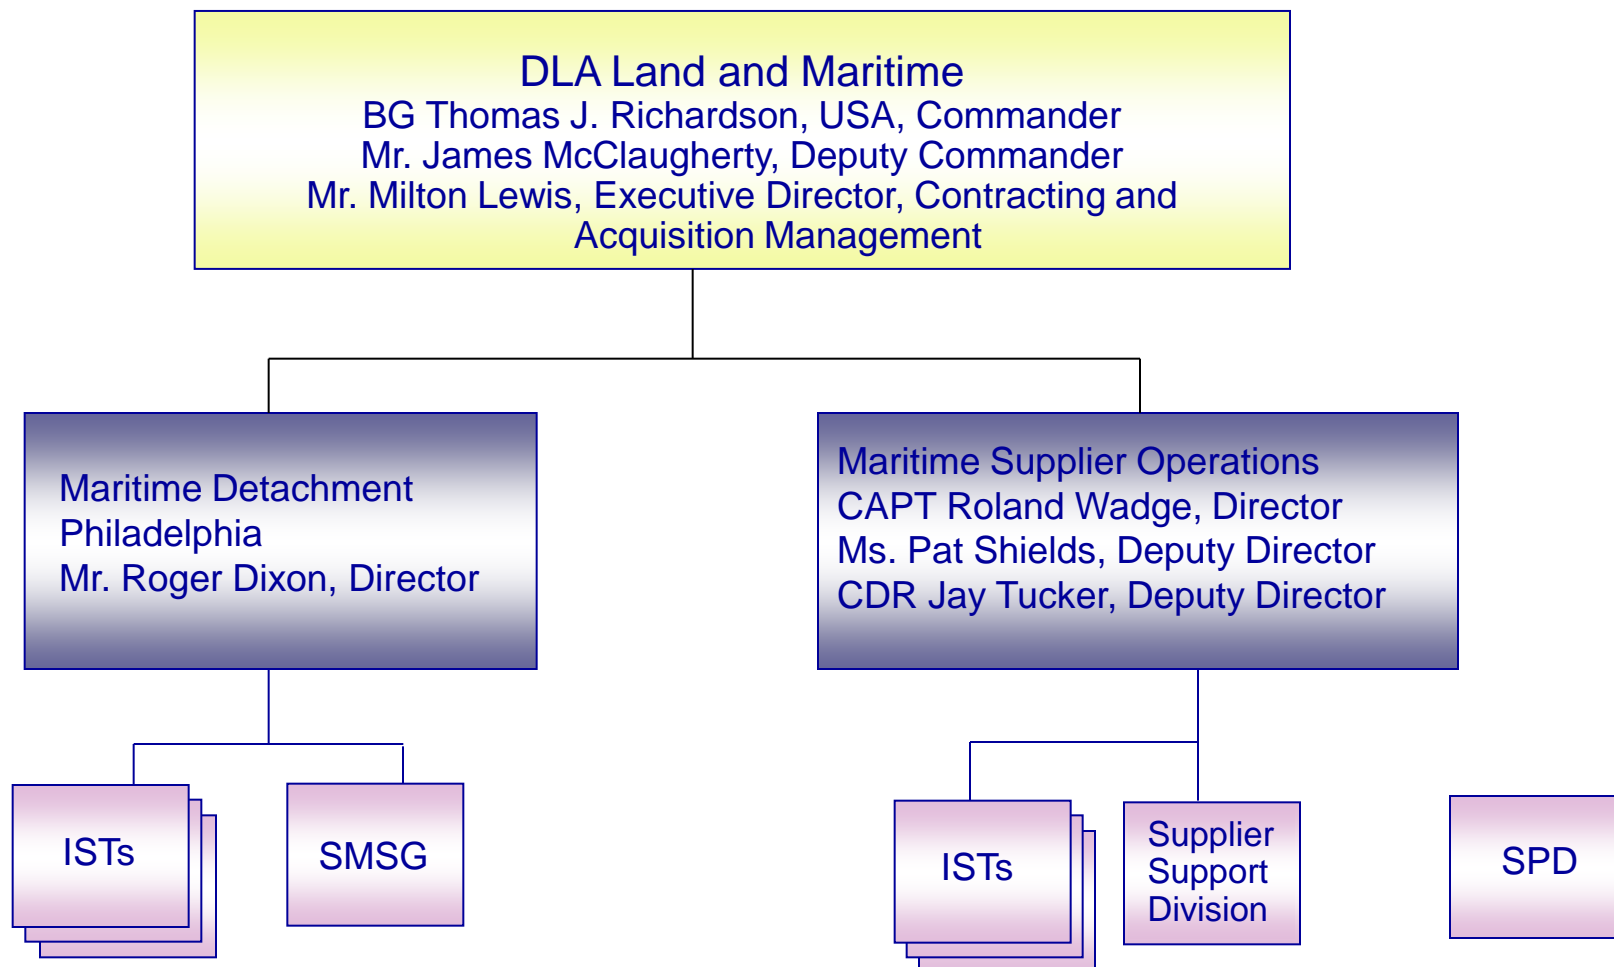 DLA Land and Maritime
BG Thomas J. Richardson, USA, Commander
Mr. James McClaugherty, Deputy Commander
Mr. Milton Lewis, Executive Director, Contracting and
Acquisition Management
Maritime Detachment
Philadelphia
Mr. Roger Dixon, Director
Maritime Supplier Operations
CAPT Roland Wadge, Director
Ms. Pat Shields, Deputy Director
CDR Jay Tucker, Deputy Director
ISTs
SMSG
ISTs
Supplier
Support
Division
SPD